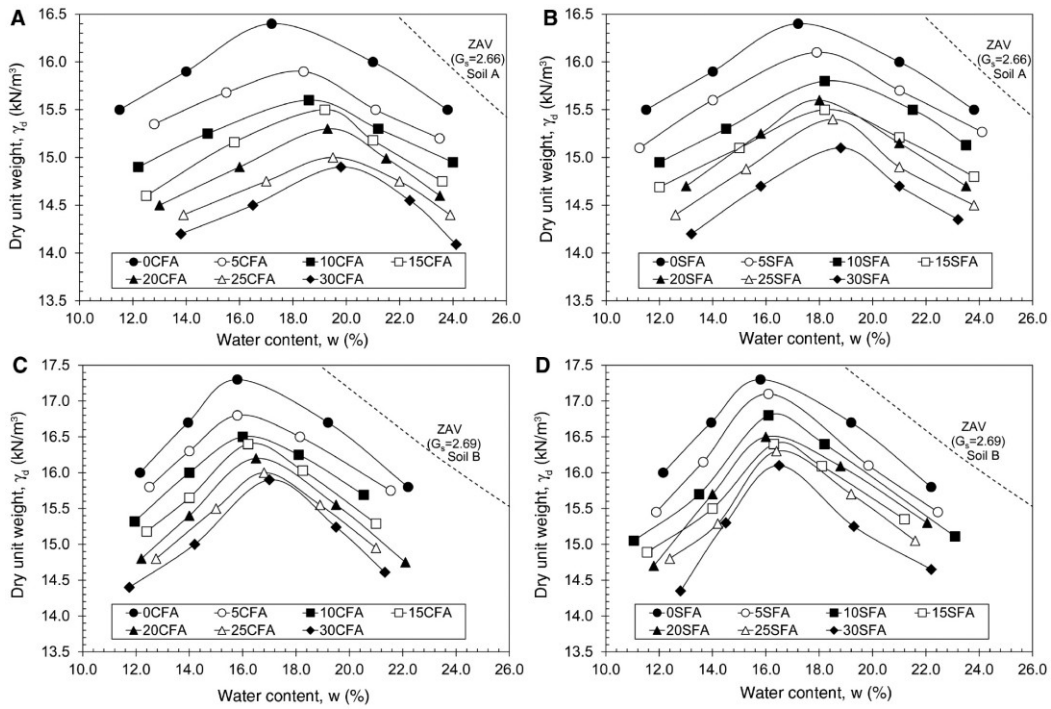 A
16.5
16.0
15.5
15.0
14.5
14.0
13.5
Dry unit weight, γd (kN/m³)
ZAV
(Gs=2.66)
Soil A
0CFA 5CFA 10CFA 15CFA
20CFA 25CFA 30CFA
10.0 12.0 14.0 16.0 18.0 20.0 22.0 24.0 26.0
Water content, w (%)
B
16.5
16.0
15.5
15.0
14.5
14.0
13.5
Dry unit weight, γd (kN/m³)
ZAV
(Gs=2.66)
Soil A
0SFA 5SFA 10SFA 15SFA
20SFA 25SFA 30SFA
10.0 12.0 14.0 16.0 18.0 20.0 22.0 24.0 26.0
Water content, w (%)
C
17.5
17.0
16.5
16.0
15.5
15.0
14.5
14.0
13.5
Dry unit weight, γd (kN/m³)
ZAV
(Gs=2.69)
Soil B
0CFA 5CFA 10CFA 15CFA
20CFA 25CFA 30CFA
10.0 12.0 14.0 16.0 18.0 20.0 22.0 24.0 26.0
Water content, w (%)
D
17.5
17.0
16.5
16.0
15.5
15.0
14.5
14.0
13.5
Dry unit weight, γd (kN/m³)
ZAV
(Gs=2.69)
Soil B
0SFA 5SFA 10SFA 15SFA
20SFA 25SFA 30SFA
10.0 12.0 14.0 16.0 18.0 20.0 22.0 24.0 26.0
Water content, w (%)